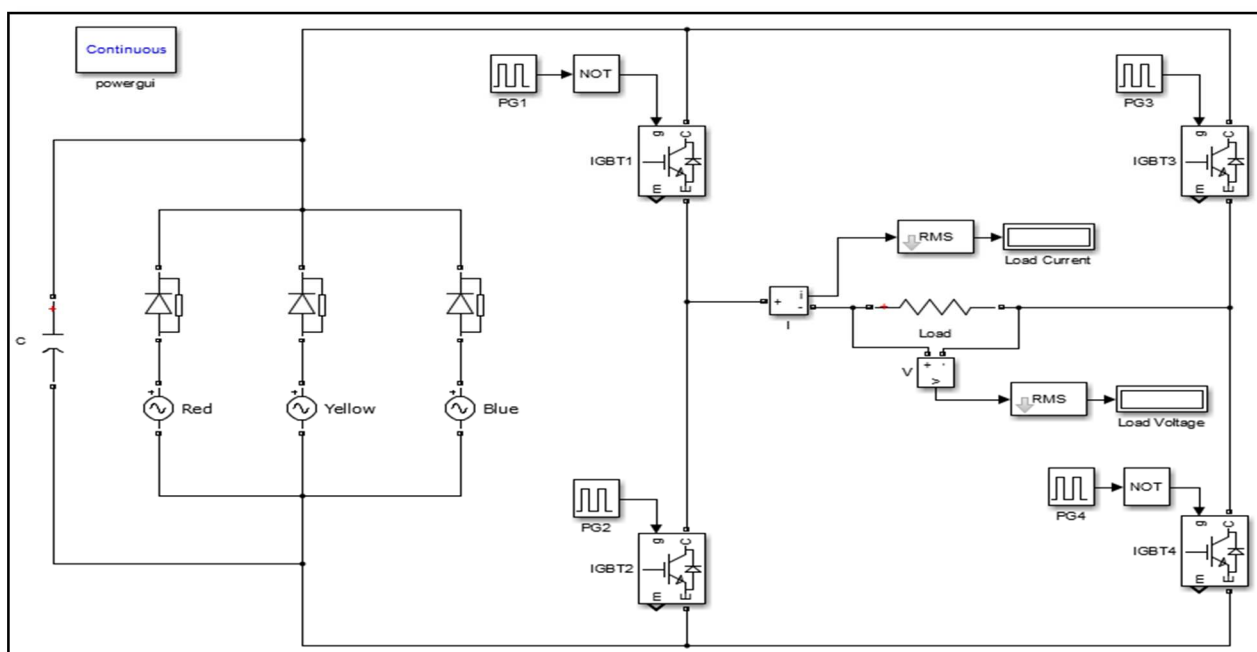 Continuous
powergui
PG1
NOT
PG3
g
C
IGBT1
m
E
g
C
IGBT3
m
E
RMS
Load Current
+
i
-
I
Load
C
+
-
V
v
RMS
Load Voltage
+
Red
+
Yellow
+
Blue
PG2
g
C
IGBT2
m
E
PG4
NOT
g
C
IGBT4
m
E